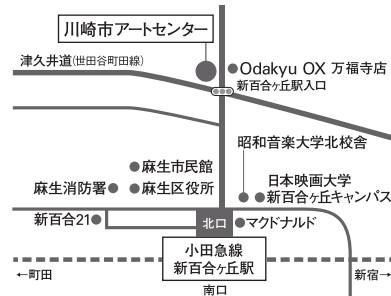 川崎市アートセンター
津久井道(世田谷町田線)
Odakyu OX 万福寺店
新百合ヶ丘駅入口
昭和音楽大学北校舎
麻生市民館
日本映画大学
麻生消防署
麻生区役所
新百合ヶ丘キャンパス
新百合21
北口
マクドナルド
小田急線
新百合ヶ丘駅
←町田
新宿→
南口